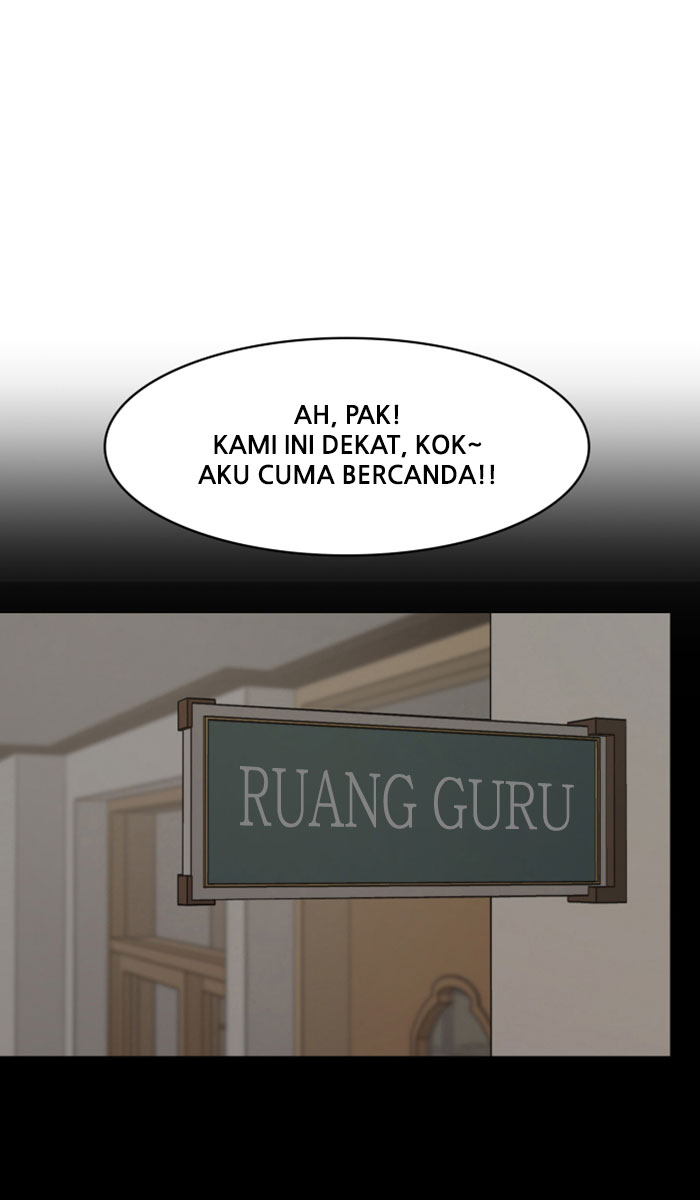 AH, PAK!
KAMI INI DEKAT, KOK~
AKU CUMA BERCANDA!!
RUANG GURU